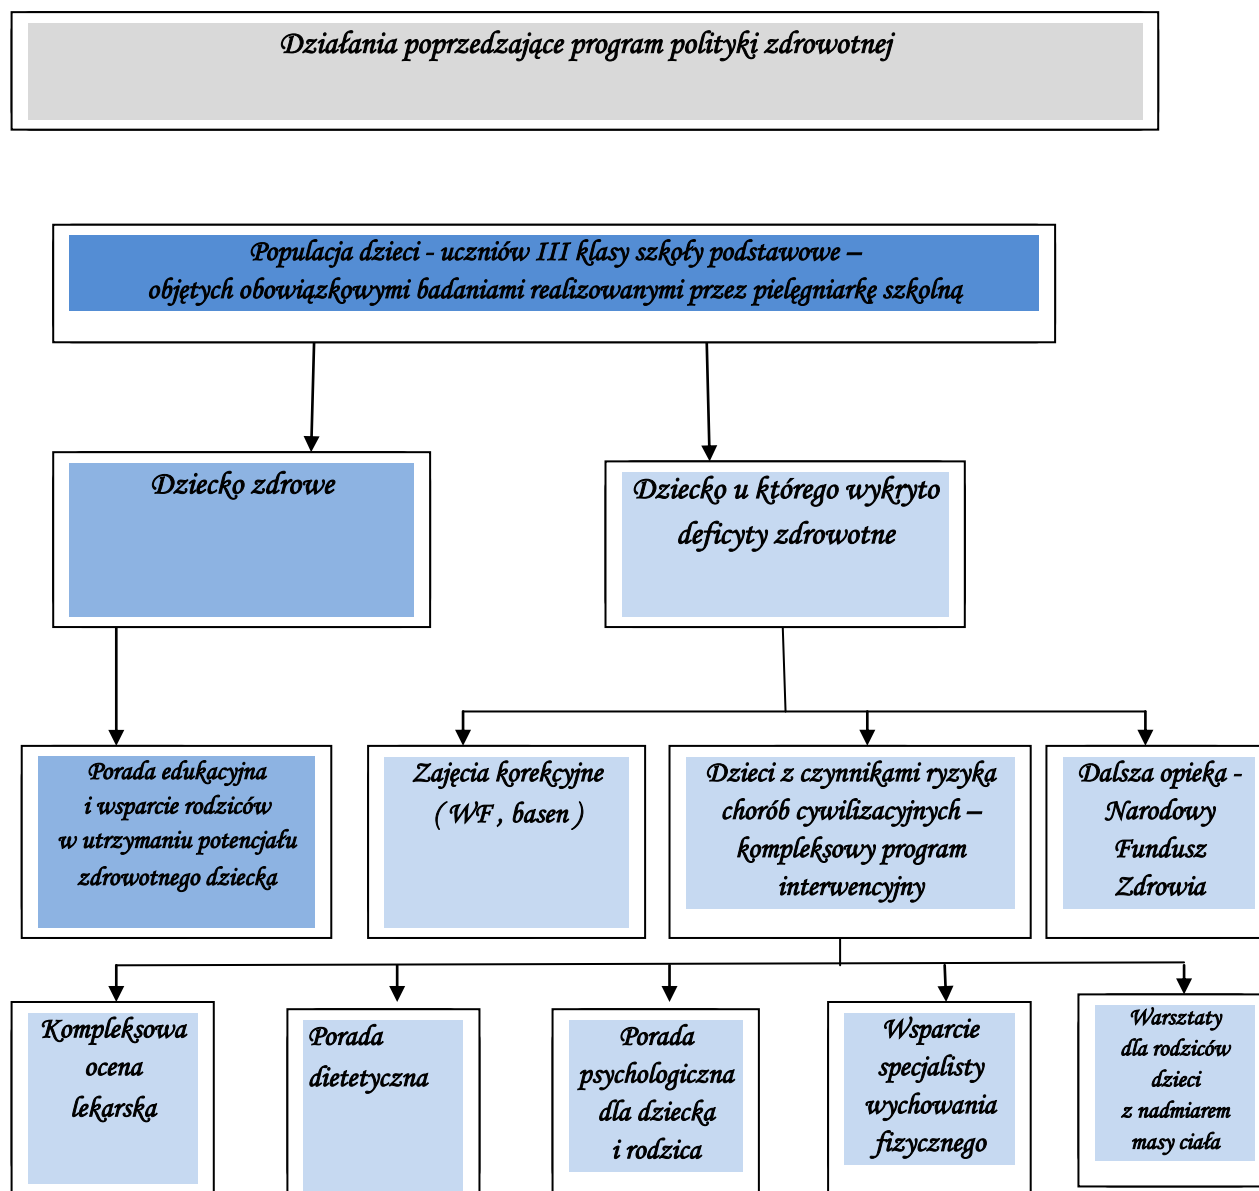 Działania poprzedzające program polityki zdrowotnej
Populacja dzieci - uczniów III klasy szkoły podstawowe –
objętych obowiązkowymi badaniami realizowanymi przez pielęgniarkę szkolną
Dziecko zdrowe
Dziecko u którego wykryto
deficyty zdrowotne
Porada edukacyjna
i wsparcie rodziców
w utrzymaniu potencjału
zdrowotnego dziecka
Zajęcia korekcyjne
( WF , basen )
Dzieci z czynnikami ryzyka
chorób cywilizacyjnych –
kompleksowy program
interwencyjny
Dalsza opieka -
Narodowy
Fundusz
Zdrowia
Kompleksowa
ocena
lekarska
Porada
dietetyczna
Porada
psychologiczna
dla dziecka
i rodzica
Wsparcie
specjalisty
wychowania
fizycznego
Warsztaty
dla rodziców
dzieci
z nadmiarem
masy ciała